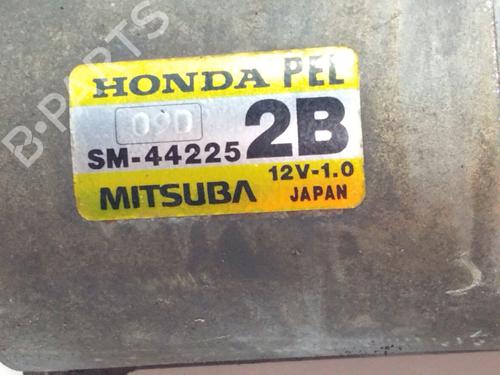 B-PARTS
HONDA PEL
09D
SM-44225 2B
12V-1.0
MITSUBA JAPAN